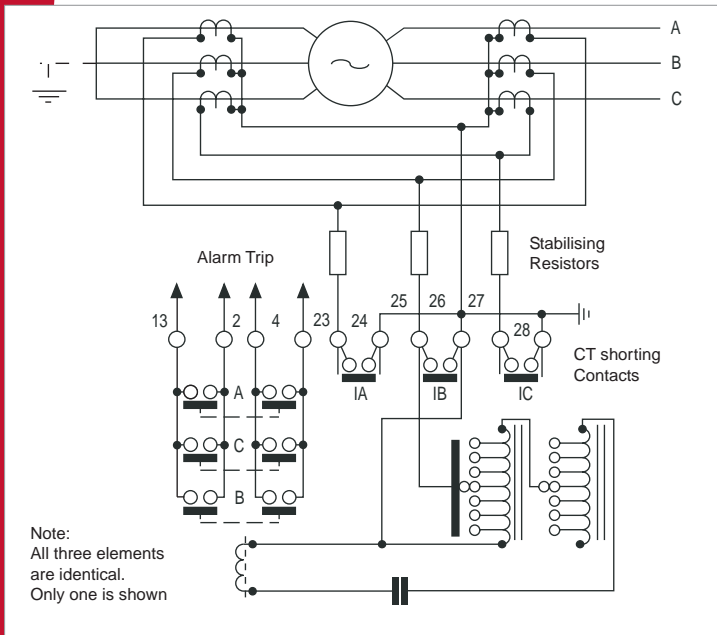 A
B
C
Stabilising
Resistors
Alarm Trip
13
2
4
23
24
25
26
27
28
CT shorting
Contacts
IA
IB
IC
A
C
B
Note:
All three elements
are identical.
Only one is shown